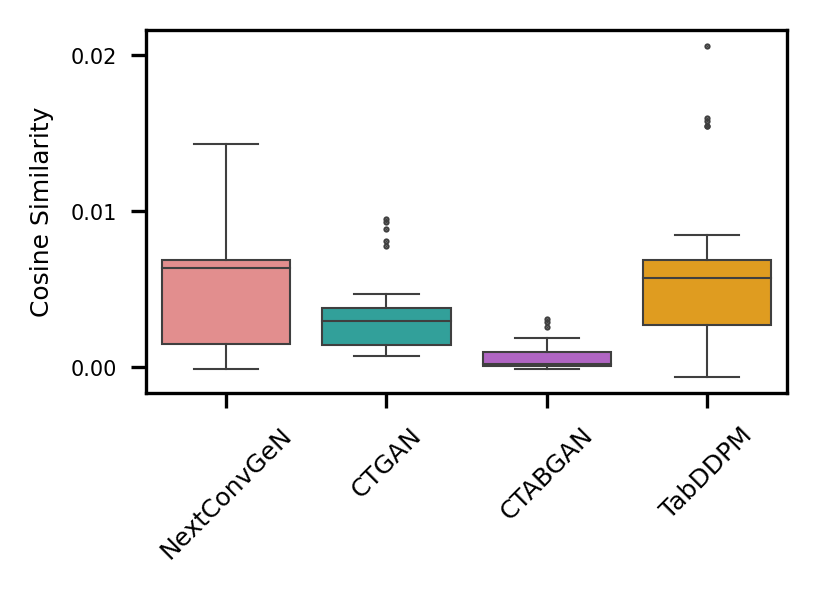 Cosine Similarity
0.02
0.01
0.00
NextConvGeN
CTGAN
CTABGAN
TabDDPM